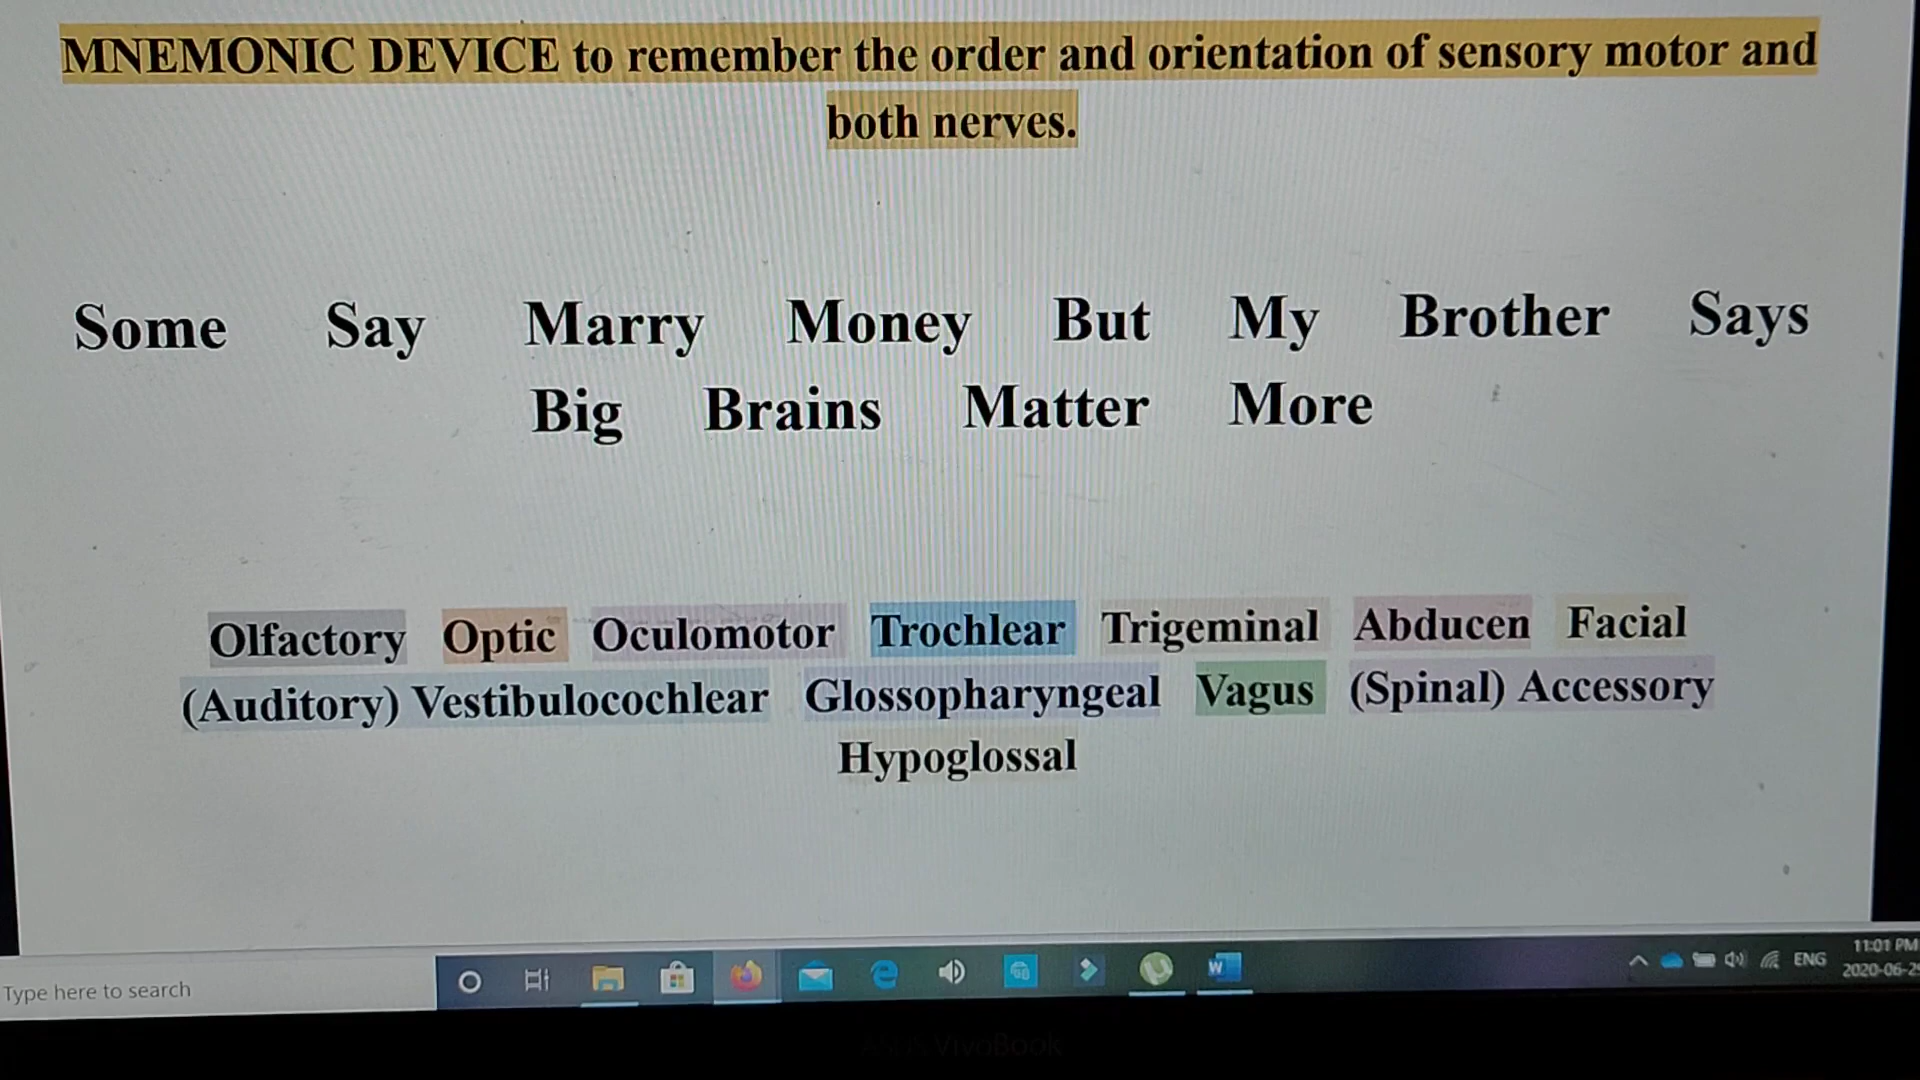 MNEMONIC DEVICE to remember the order and orientation of sensory motor and
both nerves.
Some Say Marry Money But My Brother Says
Big Brains Matter More
Olfactory Optic Oculomotor Trochlear Trigeminal Abducen Facial
(Auditory) Vestibulocochlear Glossopharyngeal Vagus (Spinal) Accessory
Hypoglossal
Type here to search
ENG
11:01 PM
VivoBook